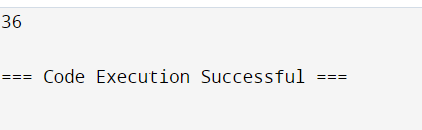 36
=== Code Execution Successful ===